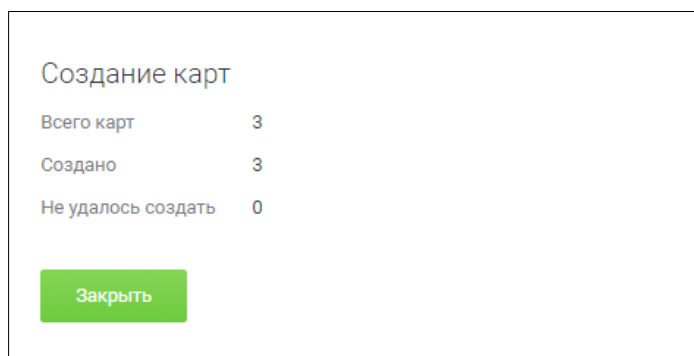 Создание карт
Всего карт 3
Создано 3
Не удалось создать 0
Закрыть